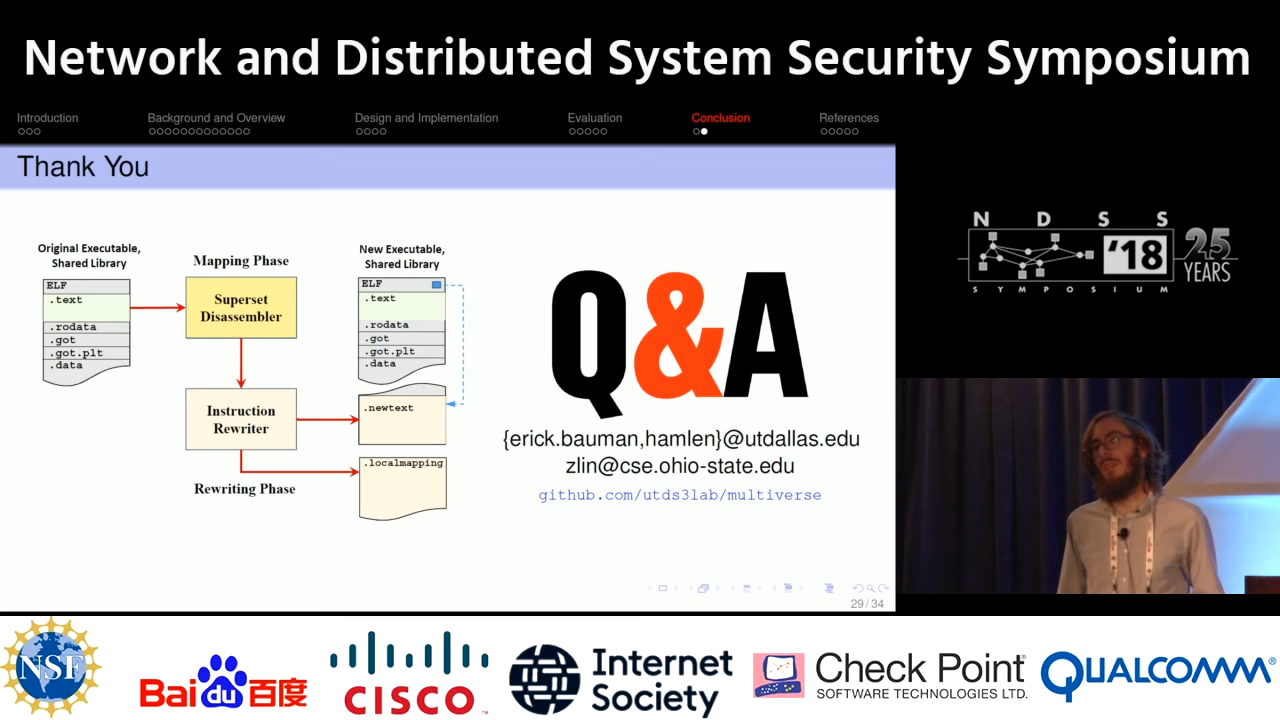 Network and Distributed System Security Symposium
Introduction
Background and Overview
Design and Implementation
Evaluation
Conclusion
References
Thank You
Original Executable,
Shared Library
ELF
.text
.rodata
.got
.got.plt
.data
Mapping Phase
Superset
Disassembler
Instruction
Rewriter
Rewriting Phase
New Executable,
Shared Library
ELF
.text
.rodata
.got
.got.plt
.data
.newtext
.localmapping
Q&A
{erick.bauman,hamlen}@utdallas.edu
zlin@cse.ohio-state.edu
github.com/utds3lab/multiverse
29/34
N D S S
'18
25
YEARS
SYMPOSIUM
NSF
Baidu百度
CISCO
Internet
Society
Check Point
SOFTWARE TECHNOLOGIES LTD.
QUALCOMM®